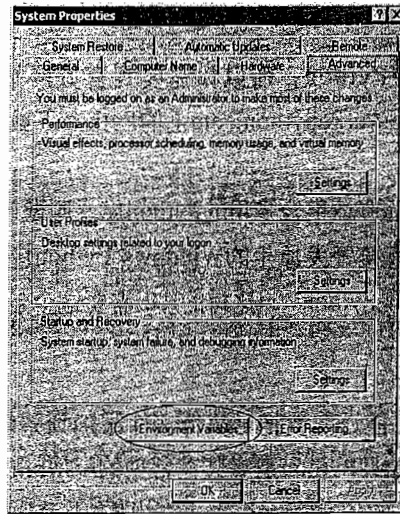 System Properties
System Restore Automatic Updates Remote
General Computer Name Hardware Advanced
You must be logged on as an Administrator to make most of these changes.
Performance
Visual effects, processor scheduling, memory usage, and virtual memory
Settings
User Profiles
Desktop settings related to your logon
Settings
Startup and Recovery
System startup, system failure, and debugging information
Settings
Environment Variables Error Reporting
OK Cancel Apply